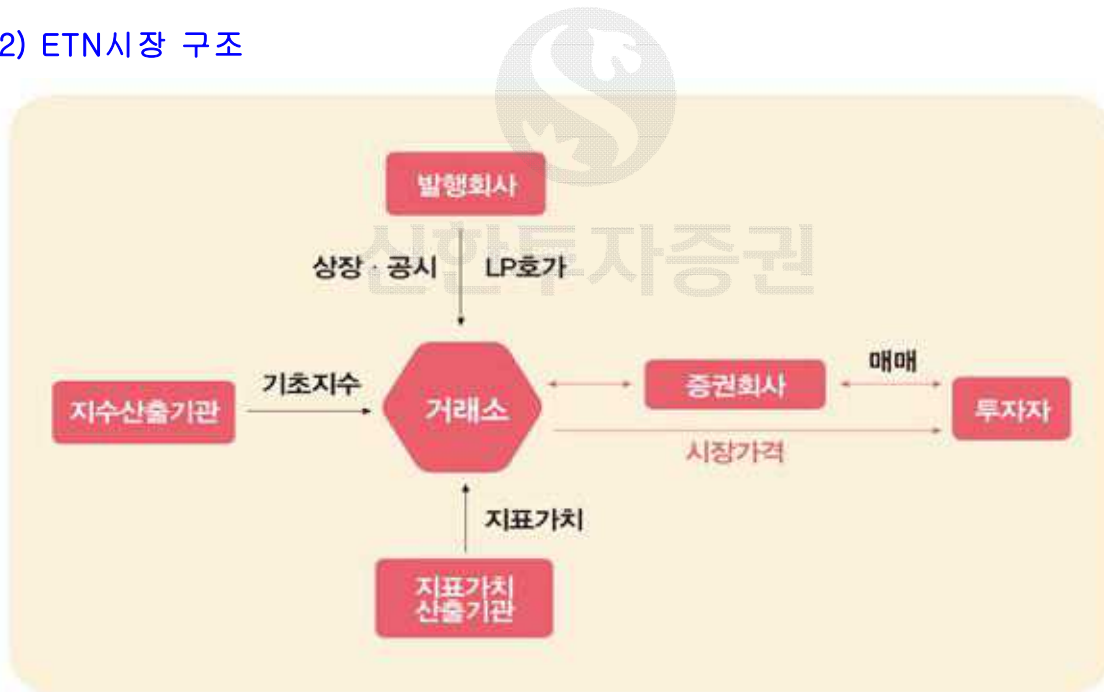 2) ETN시장 구조
신한투자증권
발행회사
상장 · 공시
LP호가
지수산출기관
기초지수
거래소
증권회사
매매
투자자
시장가격
지표가치
지표가치
산출기관